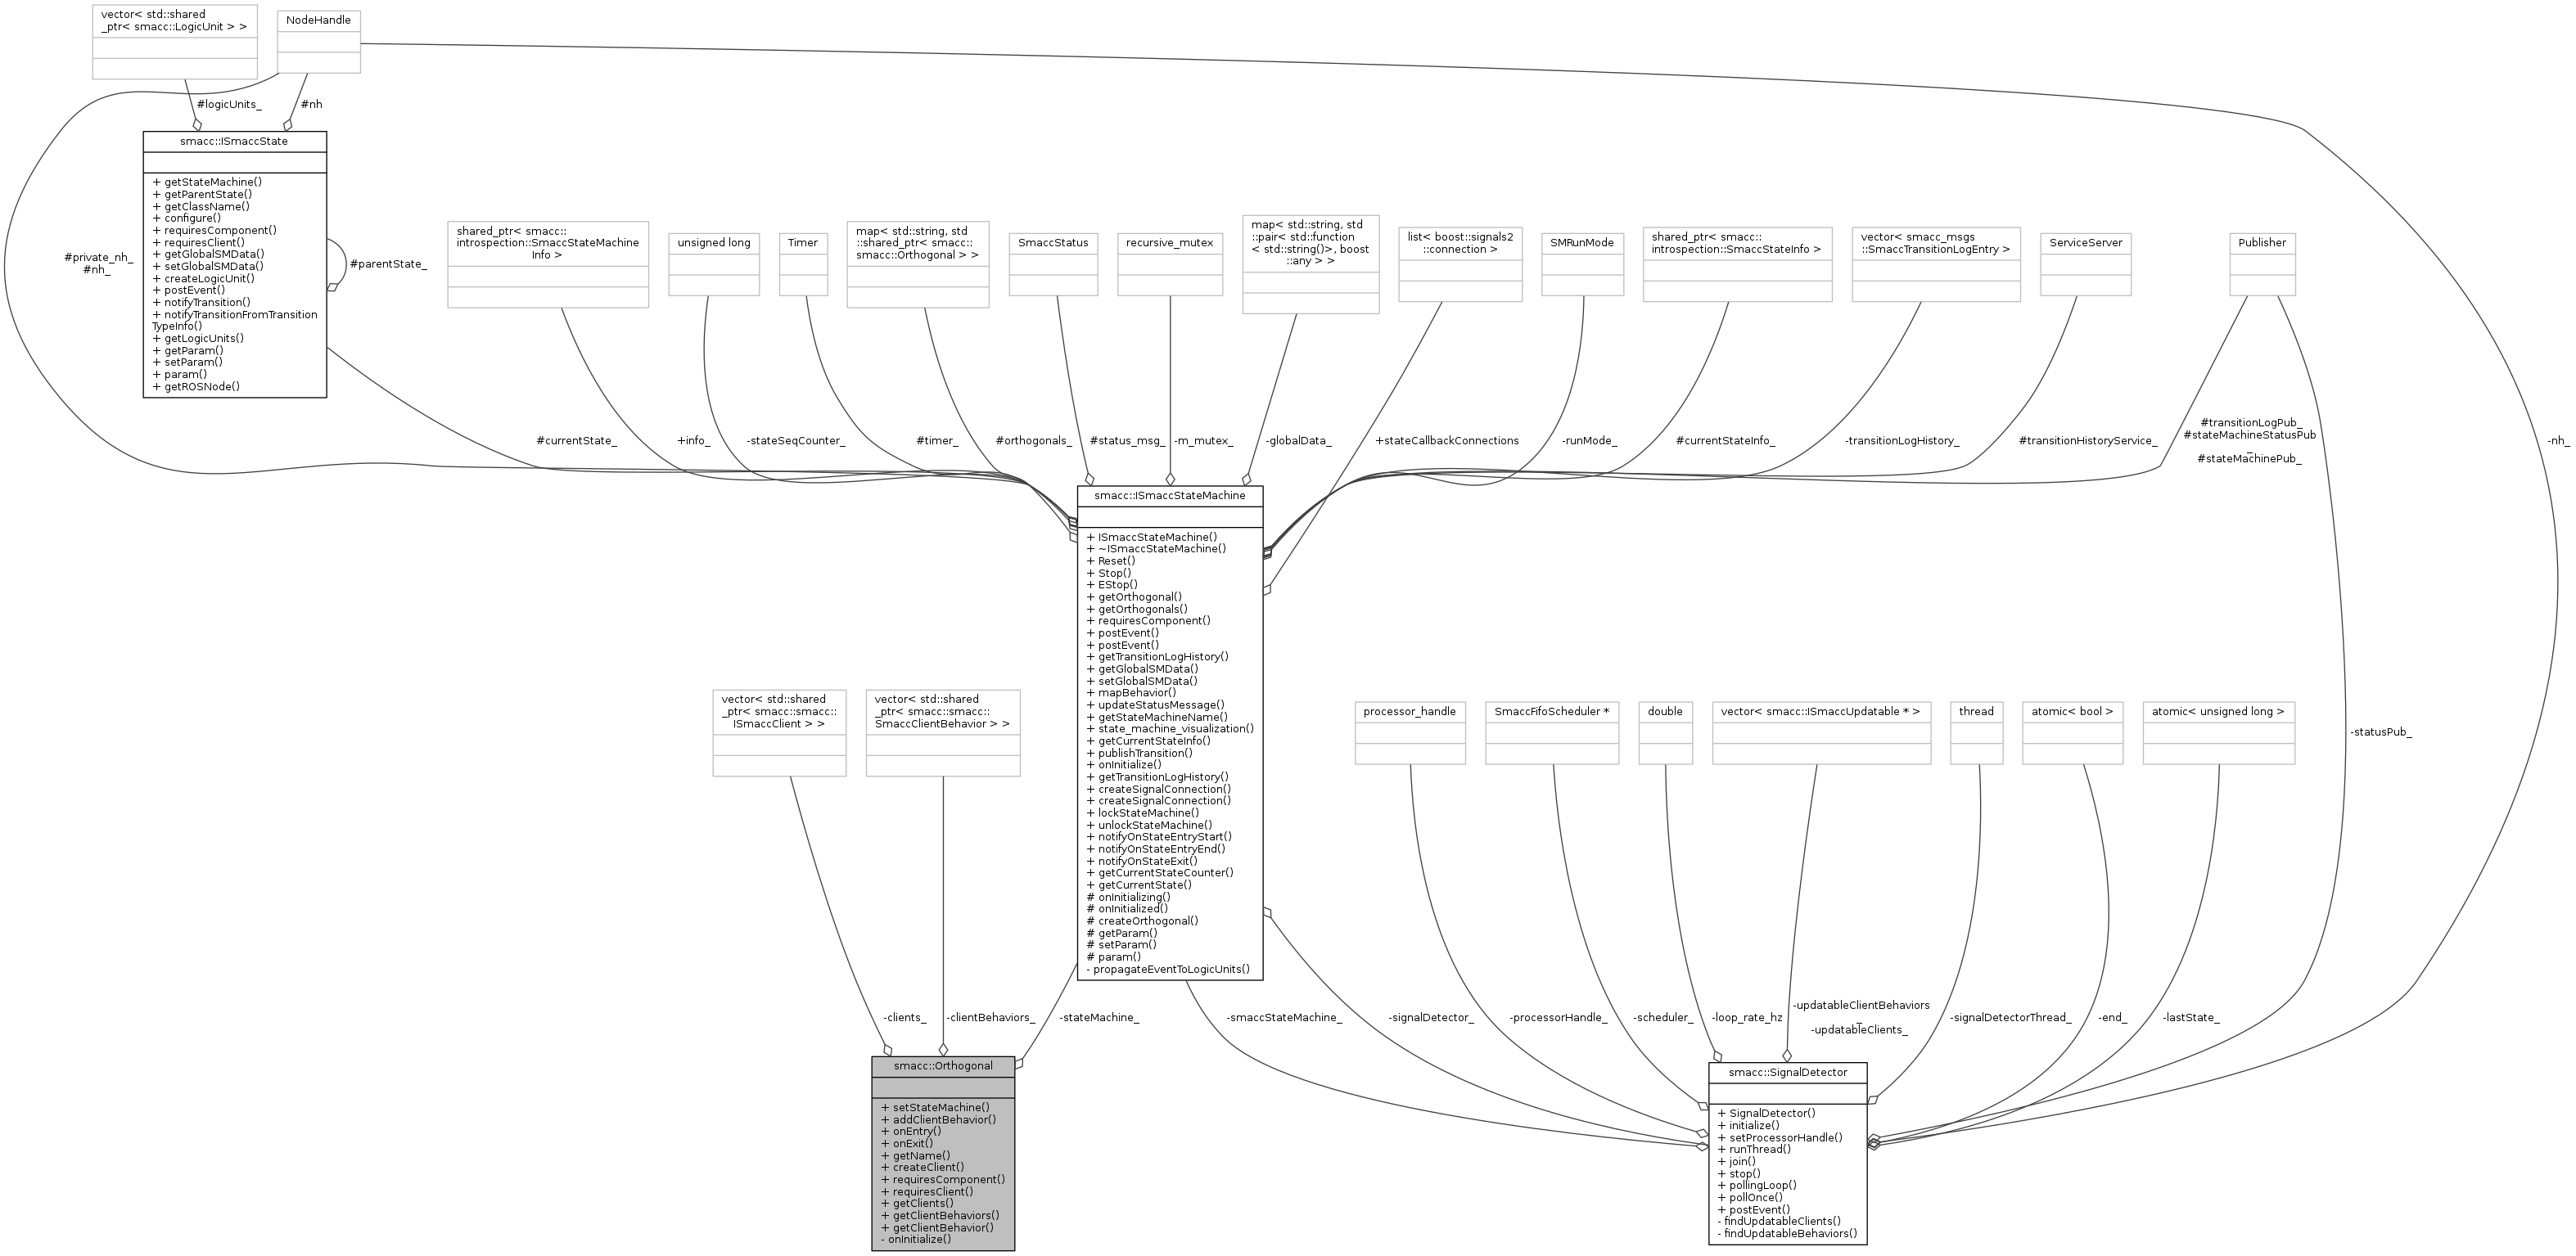 vector< std::shared
_ptr< smacc::LogicUnit > >
NodeHandle
#logicUnits_
#nh
smacc::ISmaccState
+ getStateMachine()
+ getParentState()
+ getClassName()
+ configure()
+ requiresComponent()
+ requiresClient()
+ getGlobalSMData()
+ setGlobalSMData()
+ createLogicUnit()
+ postEvent()
+ notifyTransition()
+ notifyTransitionFromTransition
TypeInfo()
+ getLogicUnits()
+ getParam()
+ setParam()
+ param()
+ getROSNode()
#private_nh_
#nh_
#parentState_
shared_ptr< smacc::
introspection::SmaccStateMachine
Info >
unsigned long
Timer
map< std::string, std
::shared_ptr< smacc::
smacc::Orthogonal > >
SmaccStatus
recursive_mutex
map< std::string, std
::pair< std::function
< std::string()>, boost
::any > >
list< boost::signals2
::connection >
SMRunMode
shared_ptr< smacc::
introspection::SmaccStateInfo >
vector< smacc_msgs
::SmaccTransitionLogEntry >
ServiceServer
Publisher
#currentState_
+info_
-stateSeqCounter_
#timer_
#orthogonals_
#status_msg_
-m_mutex_
-globalData_
+stateCallbackConnections
-runMode_
#currentStateInfo_
-transitionLogHistory_
#transitionHistoryService_
#transitionLogPub_
#stateMachineStatusPub
_
#stateMachinePub_
-nh_
smacc::ISmaccStateMachine
+ ISmaccStateMachine()
+ ~ISmaccStateMachine()
+ Reset()
+ Stop()
+ EStop()
+ getOrthogonal()
+ getOrthogonals()
+ requiresComponent()
+ postEvent()
+ postEvent()
+ getTransitionLogHistory()
+ getGlobalSMData()
+ setGlobalSMData()
+ mapBehavior()
+ updateStatusMessage()
+ getStateMachineName()
+ state_machine_visualization()
+ getCurrentStateInfo()
+ publishTransition()
+ onInitialize()
+ getTransitionLogHistory()
+ createSignalConnection()
+ createSignalConnection()
+ lockStateMachine()
+ unlockStateMachine()
+ notifyOnStateEntryStart()
+ notifyOnStateEntryEnd()
+ notifyOnStateExit()
+ getCurrentStateCounter()
+ getCurrentState()
# onInitializing()
# onInitialized()
# createOrthogonal()
# getParam()
# setParam()
# param()
- propagateEventToLogicUnits()
vector< std::shared
_ptr< smacc::smacc::
ISmaccClient > >
vector< std::shared
_ptr< smacc::smacc::
SmaccClientBehavior > >
processor_handle
SmaccFifoScheduler *
double
vector< smacc::ISmaccUpdatable * >
thread
atomic< bool >
atomic< unsigned long >
-statusPub_
-clients_
-clientBehaviors_
-stateMachine_
-smaccStateMachine_
-signalDetector_
-processorHandle_
-scheduler_
-loop_rate_hz
-updatableClientBehaviors
_
-updatableClients_
-signalDetectorThread_
-end_
-lastState_
smacc::Orthogonal
+ setStateMachine()
+ addClientBehavior()
+ onEntry()
+ onExit()
+ getName()
+ createClient()
+ requiresComponent()
+ requiresClient()
+ getClients()
+ getClientBehaviors()
+ getClientBehavior()
- onInitialize()
smacc::SignalDetector
+ SignalDetector()
+ initialize()
+ setProcessorHandle()
+ runThread()
+ join()
+ stop()
+ pollingLoop()
+ pollOnce()
+ postEvent()
- findUpdatableClients()
- findUpdatableBehaviors()